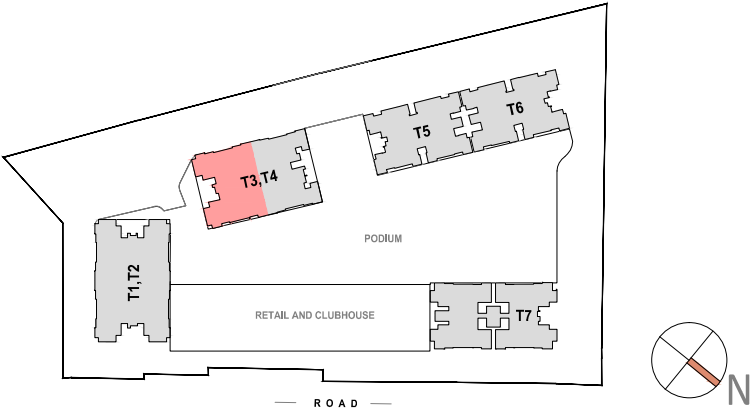 T6
T5
T3,T4
PODIUM
T1,T2
RETAIL AND CLUBHOUSE
T7
N
ROAD